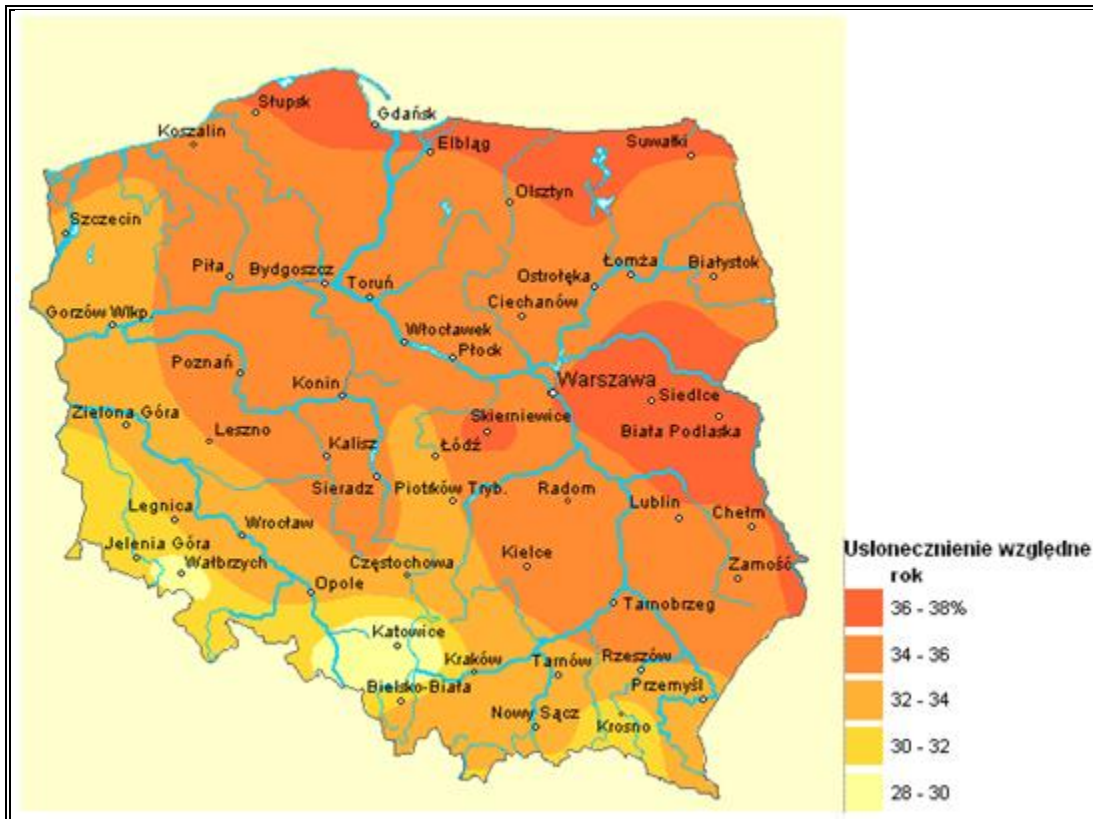 Słupsk
Gdańsk
Koszalin
Elbląg
Suwałki
Olsztyn
Szczecin
Piła
Bydgoszcz
Toruń
Ostrołęka
Łomża
Białystok
Ciechanów
Gorzów Wlkp.
Włocławek
Płock
Poznań
Konin
Warszawa
Siedlce
Zielona Góra
Leszno
Skierniewice
Biała Podlaska
Kalisz
Łódź
Sieradz
Piotrków Tryb.
Radom
Lublin
Chełm
Legnica
Wrocław
Jelenia Góra
Wałbrzych
Częstochowa
Kielce
Zamość
Opole
Tarnobrzeg
Katowice
Kraków
Tarnów
Rzeszów
Bielsko-Biała
Przemyśl
Nowy Sącz
Krosno
Usłonecznienie względne
rok
36 - 38%
34 - 36
32 - 34
30 - 32
28 - 30